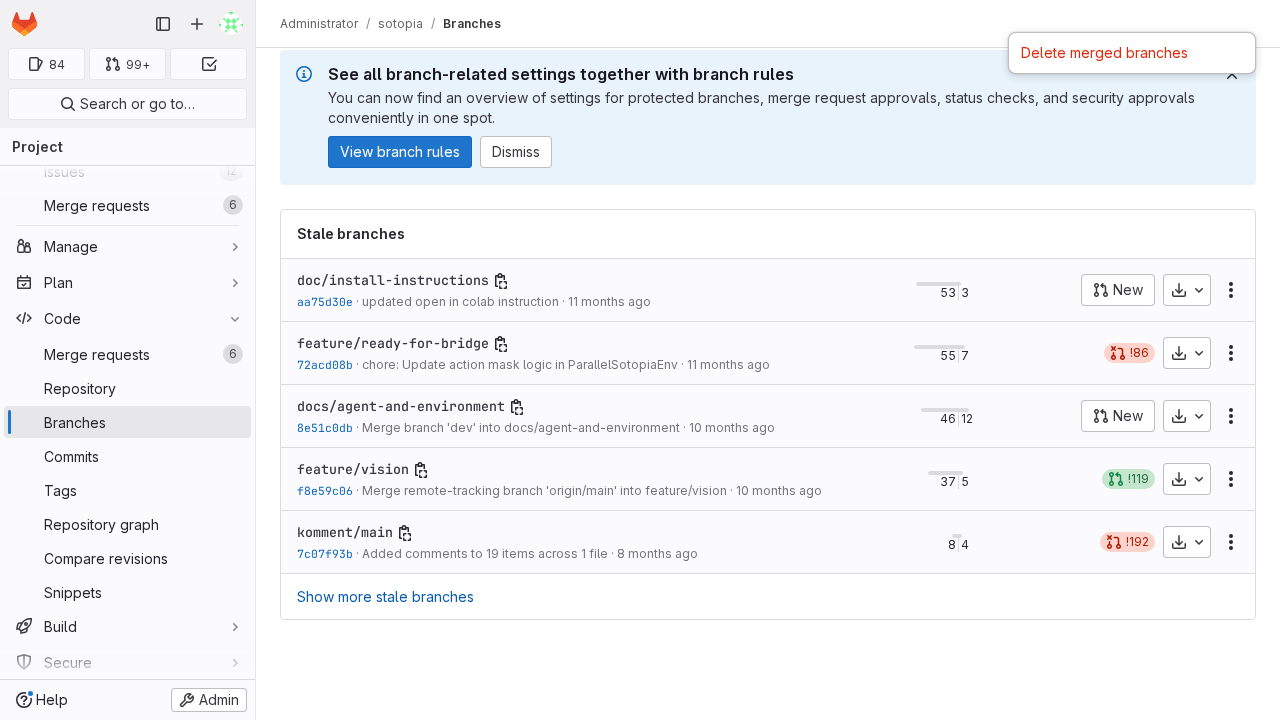 Administrator / sotopia / Branches
84
99+
Search or go to…
Project
Issues 12
Merge requests 6
Manage
Plan
Code
Merge requests 6
Repository
Branches
Commits
Tags
Repository graph
Compare revisions
Snippets
Build
Secure
Help
Admin
Delete merged branches
See all branch-related settings together with branch rules
You can now find an overview of settings for protected branches, merge request approvals, status checks, and security approvals
conveniently in one spot.
View branch rules
Dismiss
Stale branches
doc/install-instructions
aa75d30e · updated open in colab instruction · 11 months ago
53 3
New
feature/ready-for-bridge
72acd08b · chore: Update action mask logic in ParallelSotopiaEnv · 11 months ago
55 7
!86
docs/agent-and-environment
8e51c0db · Merge branch 'dev' into docs/agent-and-environment · 10 months ago
46 12
New
feature/vision
f8e59c06 · Merge remote-tracking branch 'origin/main' into feature/vision · 10 months ago
37 5
!119
komment/main
7c07f93b · Added comments to 19 items across 1 file · 8 months ago
8 4
!192
Show more stale branches